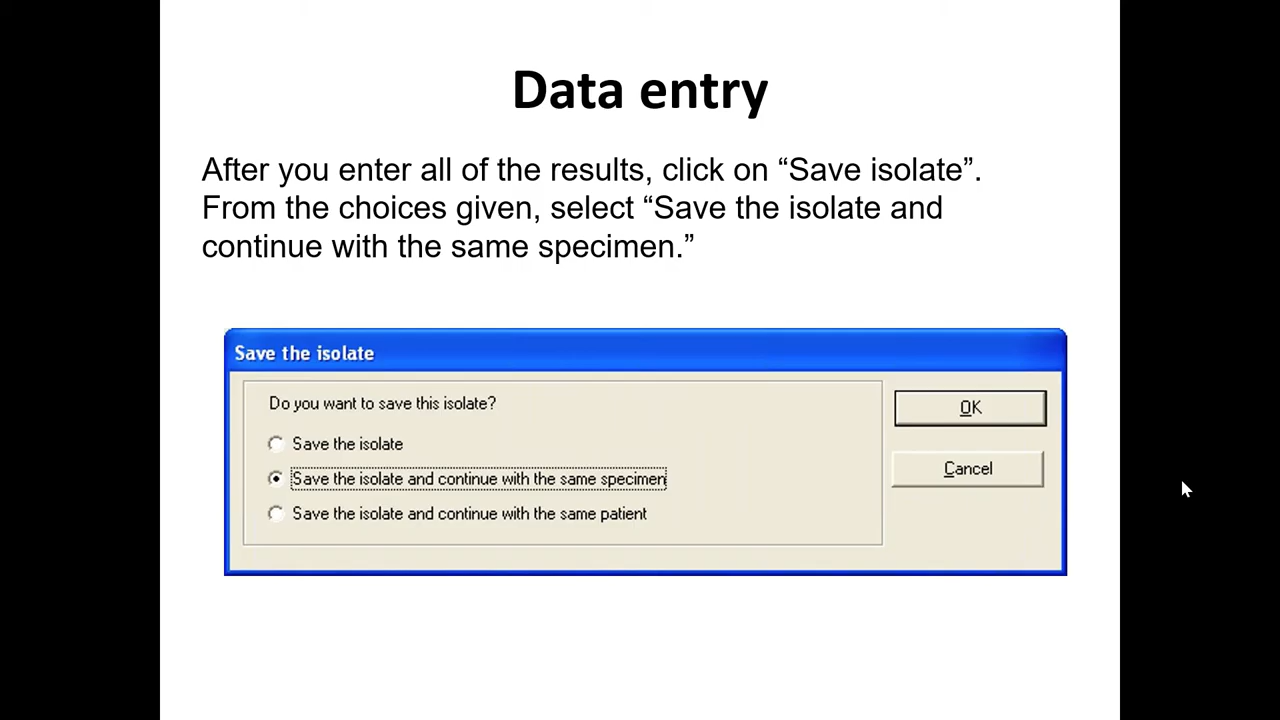 Data entry
After you enter all of the results, click on “Save isolate”.
From the choices given, select “Save the isolate and
continue with the same specimen.”
Save the isolate
Do you want to save this isolate?
OK
Save the isolate
Save the isolate and continue with the same specimen
Cancel
Save the isolate and continue with the same patient